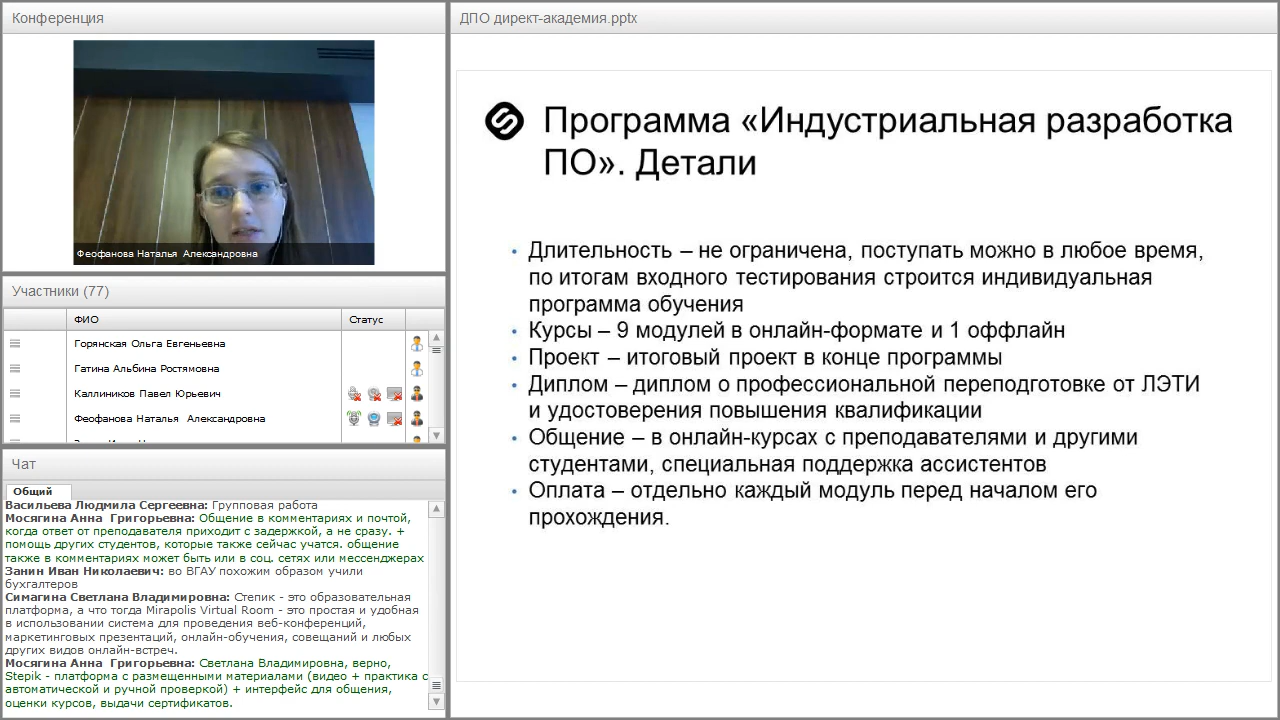 Конференция
Феофанова Наталья Александровна
Участники (77)
ФИО
Статус
Горянская Ольга Евгеньевна
Гатина Альбина Ростямовна
Каллиников Павел Юрьевич
Феофанова Наталья Александровна
Чат
Общий
Васильева Людмила Сергеевна: Групповая работа
Мосягина Анна Григорьевна: Общение в комментариях и почтой,
когда ответ от преподавателя приходит с задержкой, а не сразу. +
помощь других студентов, которые также сейчас учатся. общение
также в комментариях может быть или в соц. сетях или мессенджерах
Занин Иван Николаевич: во ВГАУ похожим образом учили
бухгалтеров
Симагина Светлана Владимировна: Степик - это образовательная
платформа, а что тогда Mirapolis Virtual Room - это простая и удобная
в использовании система для проведения веб-конференций,
маркетинговых презентаций, онлайн-обучения, совещаний и любых
других видов онлайн-встреч.
Мосягина Анна Григорьевна: Светлана Владимировна, верно,
Stepik - платформа с размещенными материалами (видео + практика с
автоматической и ручной проверкой) + интерфейс для общения,
оценки курсов, выдачи сертификатов.
ДПО директ-академия.pptx
Программа «Индустриальная разработка
ПО». Детали
• Длительность – не ограничена, поступать можно в любое время,
по итогам входного тестирования строится индивидуальная
программа обучения
• Курсы – 9 модулей в онлайн-формате и 1 оффлайн
• Проект – итоговый проект в конце программы
• Диплом – диплом о профессиональной переподготовке от ЛЭТИ
и удостоверения повышения квалификации
• Общение – в онлайн-курсах с преподавателями и другими
студентами, специальная поддержка ассистентов
• Оплата – отдельно каждый модуль перед началом его
прохождения.